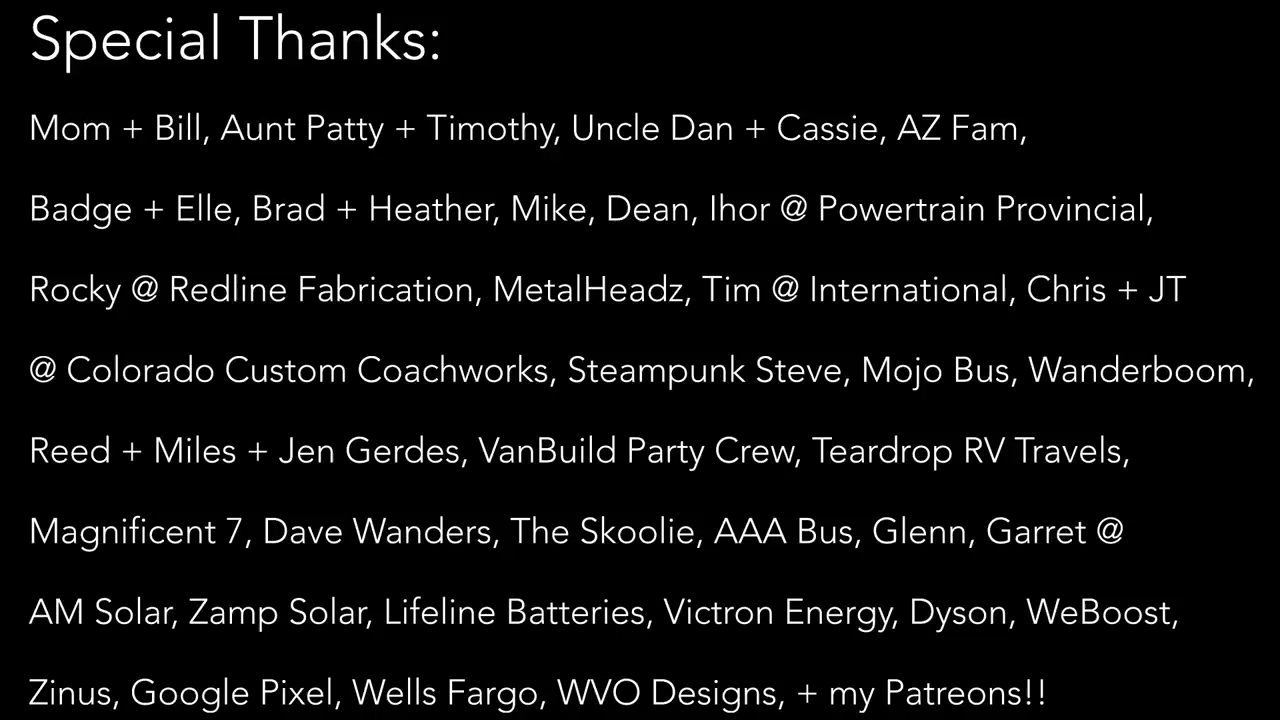 Special Thanks:
Mom + Bill, Aunt Patty + Timothy, Uncle Dan + Cassie, AZ Fam,
Badge + Elle, Brad + Heather, Mike, Dean, Ihor @ Powertrain Provincial,
Rocky @ Redline Fabrication, MetalHeadz, Tim @ International, Chris + JT
@ Colorado Custom Coachworks, Steampunk Steve, Mojo Bus, Wanderboom,
Reed + Miles + Jen Gerdes, VanBuild Party Crew, Teardrop RV Travels,
Magnificent 7, Dave Wanders, The Skoolie, AAA Bus, Glenn, Garret @
AM Solar, Zamp Solar, Lifeline Batteries, Victron Energy, Dyson, WeBoost,
Zinus, Google Pixel, Wells Fargo, WVO Designs, + my Patreons!!